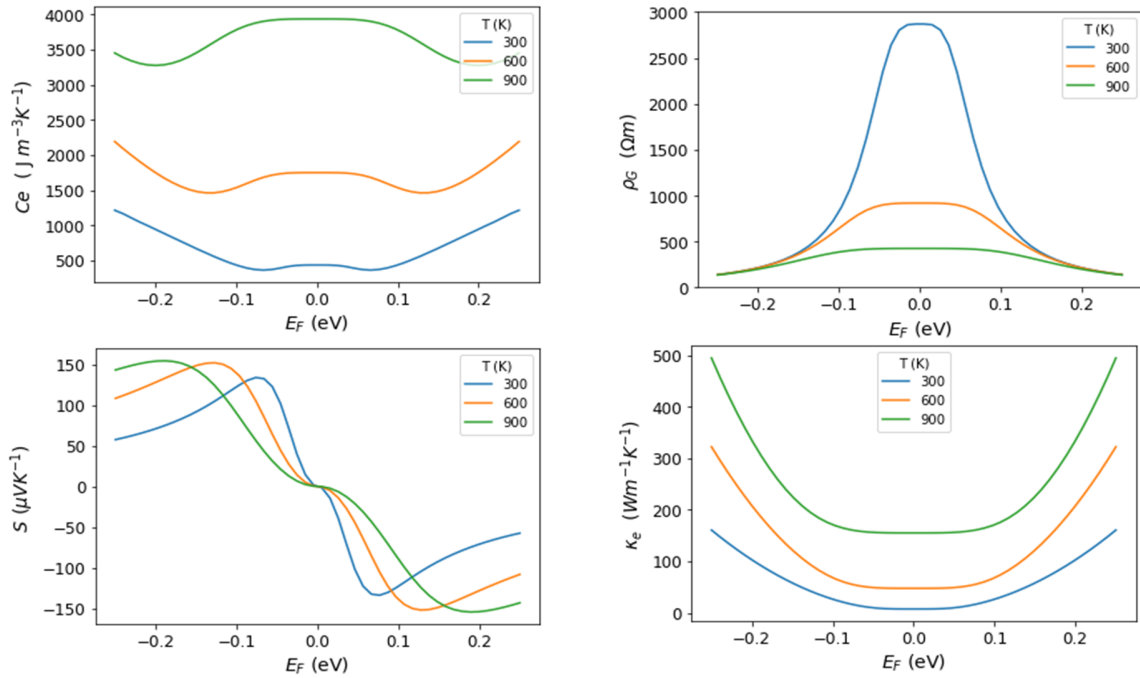 4000
3500
3000
2500
2000
1500
1000
500
Ce ( J m⁻³K⁻¹)
T (K)
300
600
900
−0.2 −0.1 0.0 0.1 0.2
E_F (eV)
3000
2500
2000
1500
1000
500
0
ρ_G (Ωm)
T (K)
300
600
900
−0.2 −0.1 0.0 0.1 0.2
E_F (eV)
150
100
50
0
−50
−100
−150
S (μVK⁻¹)
T (K)
300
600
900
−0.2 −0.1 0.0 0.1 0.2
E_F (eV)
500
400
300
200
100
0
κ_e (Wm⁻¹K⁻¹)
T (K)
300
600
900
−0.2 −0.1 0.0 0.1 0.2
E_F (eV)